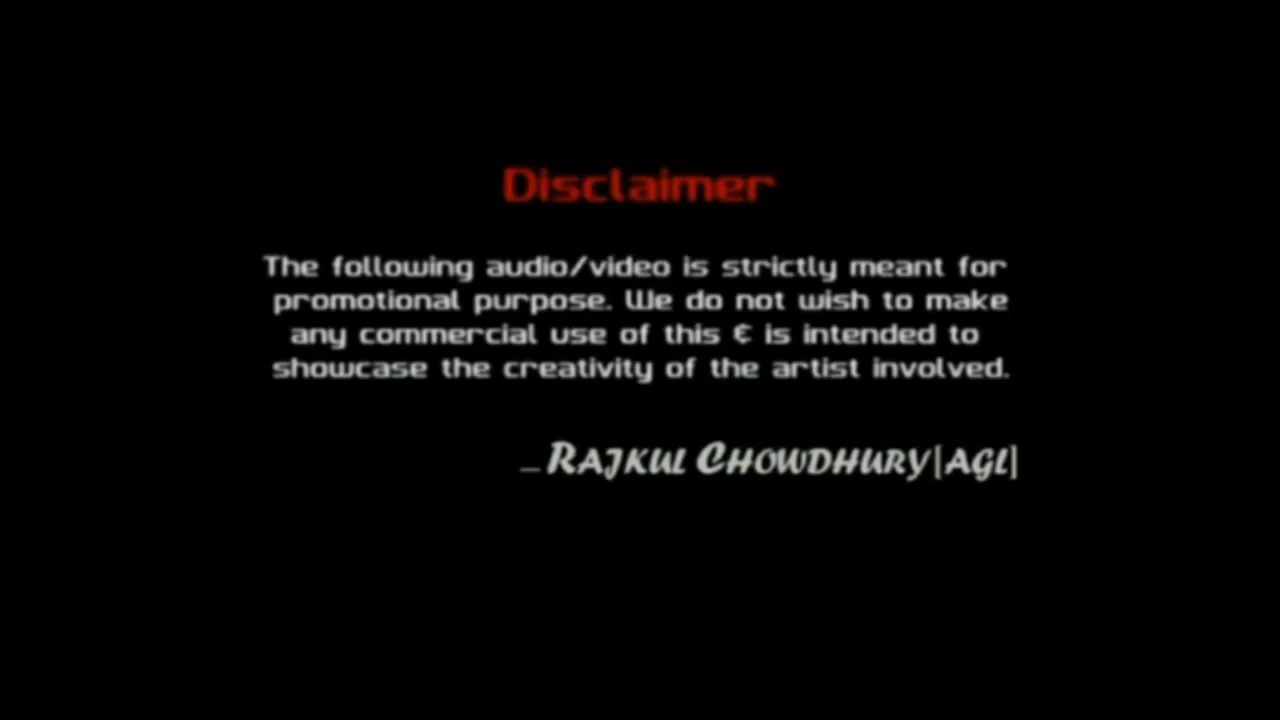 Disclaimer
The following audio/video is strictly meant for
promotional purpose. We do not wish to make
any commercial use of this & is intended to
showcase the creativity of the artist involved.
_ RAJKUL CHOWDHURY[AGL]